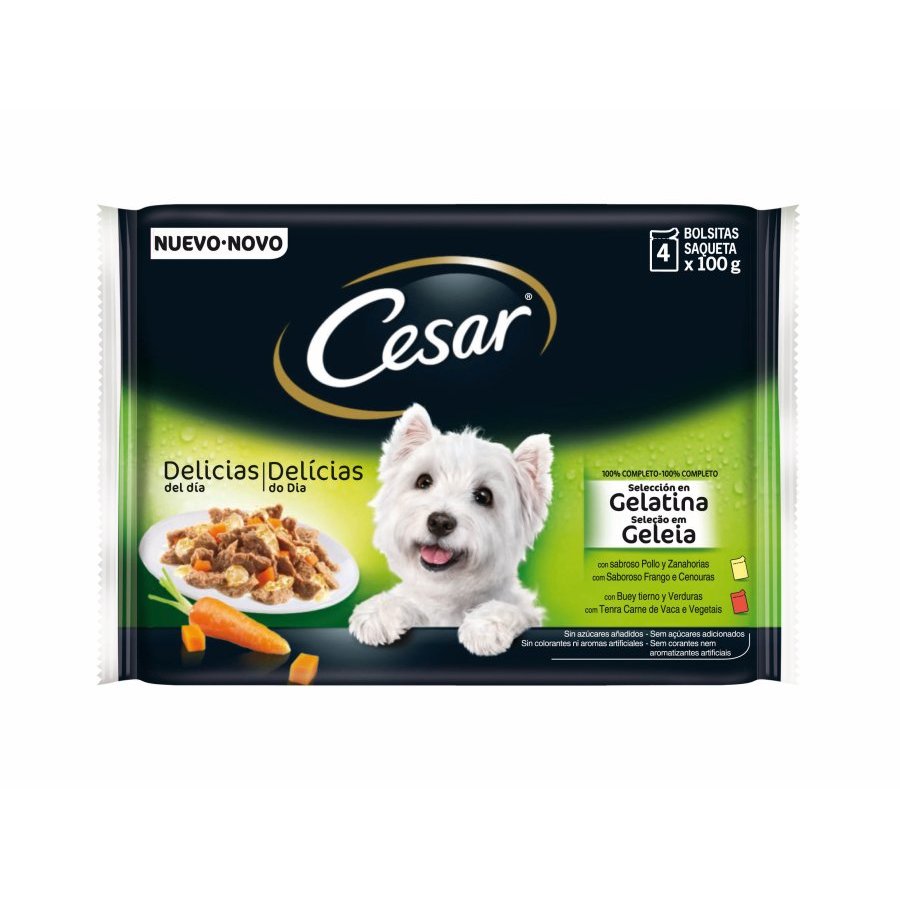 NUEVO•NOVO
4
BOLSITAS
SAQUETA
x 100 g
Cesar®
Delicias
del día
Delícias
do Dia
100% COMPLETO-100% COMPLETO
Selección en
Gelatina
Seleção em
Geleia
con sabroso Pollo y Zanahorias
com Saboroso Frango e Cenouras
con Buey tierno y Verduras
com Tenra Carne de Vaca e Vegetais
Sin azúcares añadidos - Sem açúcares adicionados
Sin colorantes ni aromas artificiales - Sem corantes nem
aromatizantes artificiais